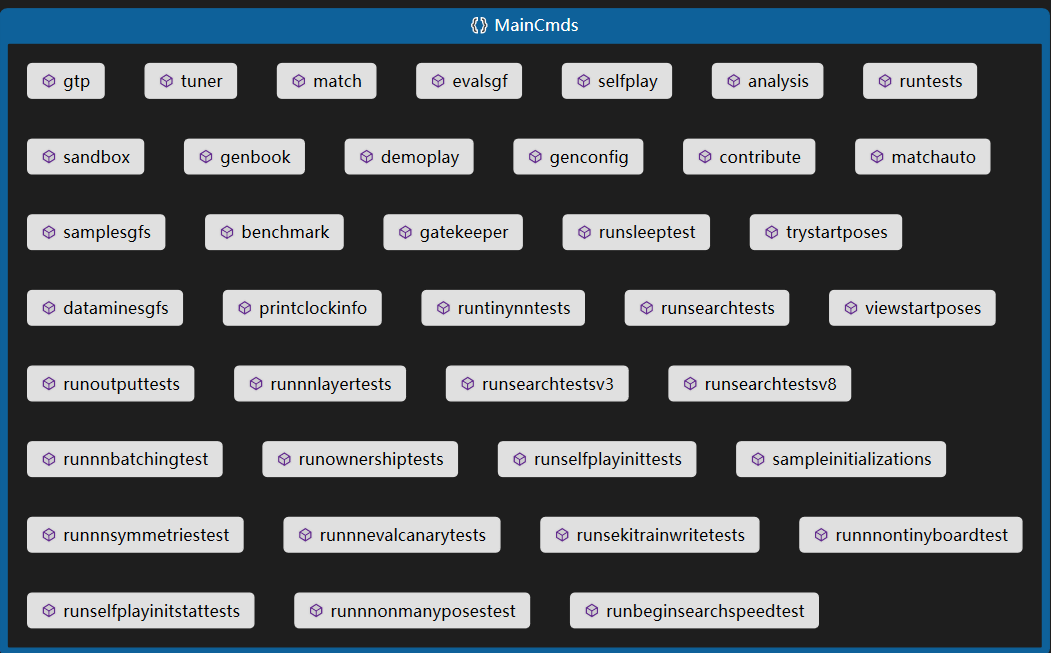 MainCmds
gtp tuner match evalsgf selfplay analysis runtests
sandbox genbook demoplay genconfig contribute matchauto
samplesgfs benchmark gatekeeper runsleeptest trystartposes
dataminesgfs printclockinfo runtinynntests runsearchtests viewstartposes
runoutputtests runnnlayertests runsearchtestsv3 runsearchtestsv8
runnnbatchingtest runownershiptests runselfplayinittests sampleinitializations
runnnsymmetriestest runnnevalcanarytests runsekitrainwritetests runnnontinyboardtest
runselfplayinitstattests runnnonmanyposestest runbeginsearchspeedtest